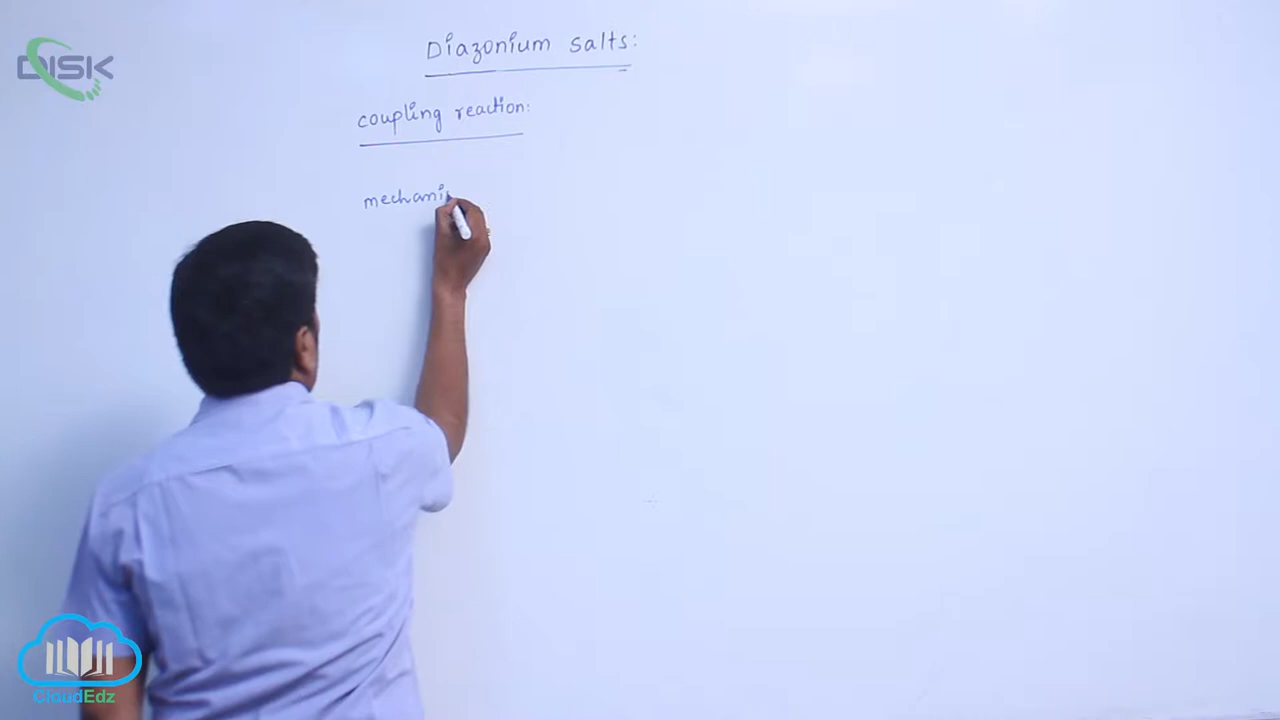 DISK
Diazonium salts:
coupling reaction:
mechani
CloudEdz